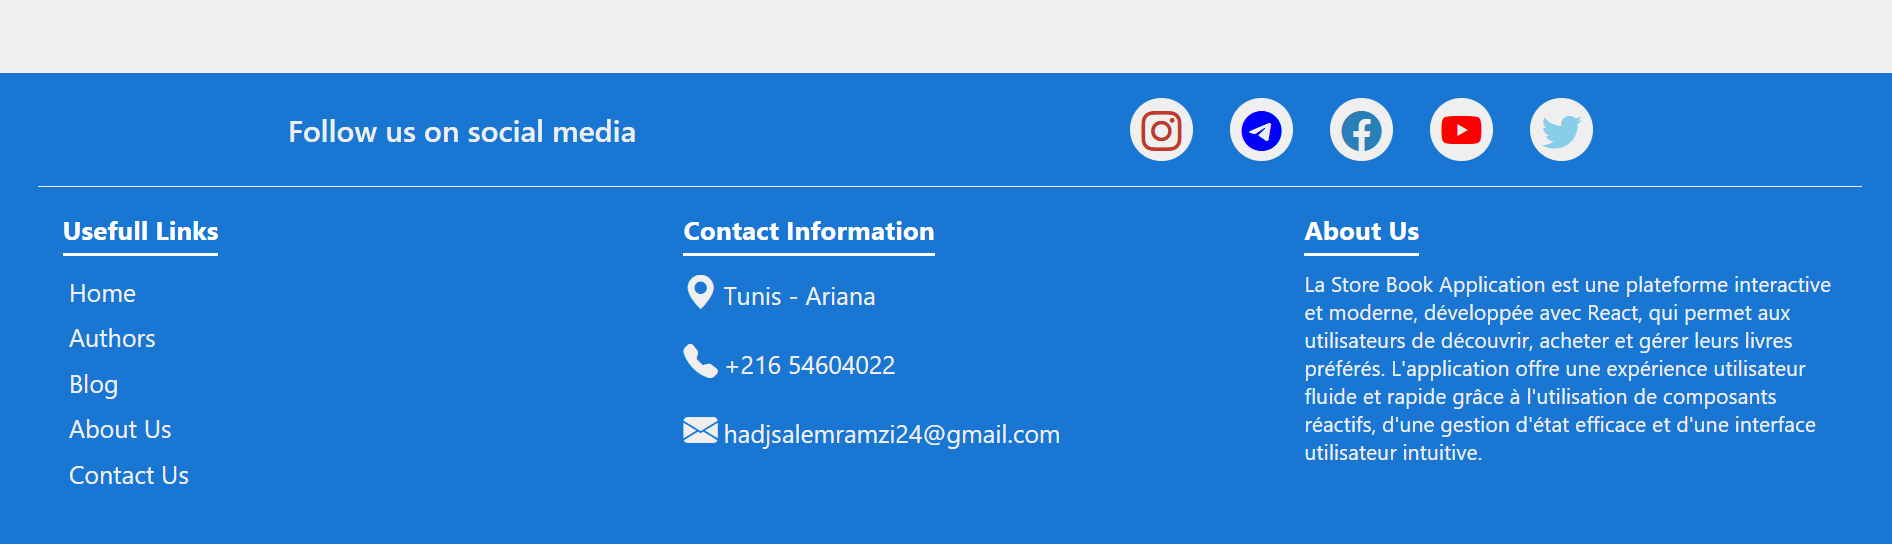 Follow us on social media
Usefull Links
Home
Authors
Blog
About Us
Contact Us
Contact Information
Tunis - Ariana
+216 54604022
hadjsalemramzi24@gmail.com
About Us
La Store Book Application est une plateforme interactive
et moderne, développée avec React, qui permet aux
utilisateurs de découvrir, acheter et gérer leurs livres
préférés. L'application offre une expérience utilisateur
fluide et rapide grâce à l'utilisation de composants
réactifs, d'une gestion d'état efficace et d'une interface
utilisateur intuitive.